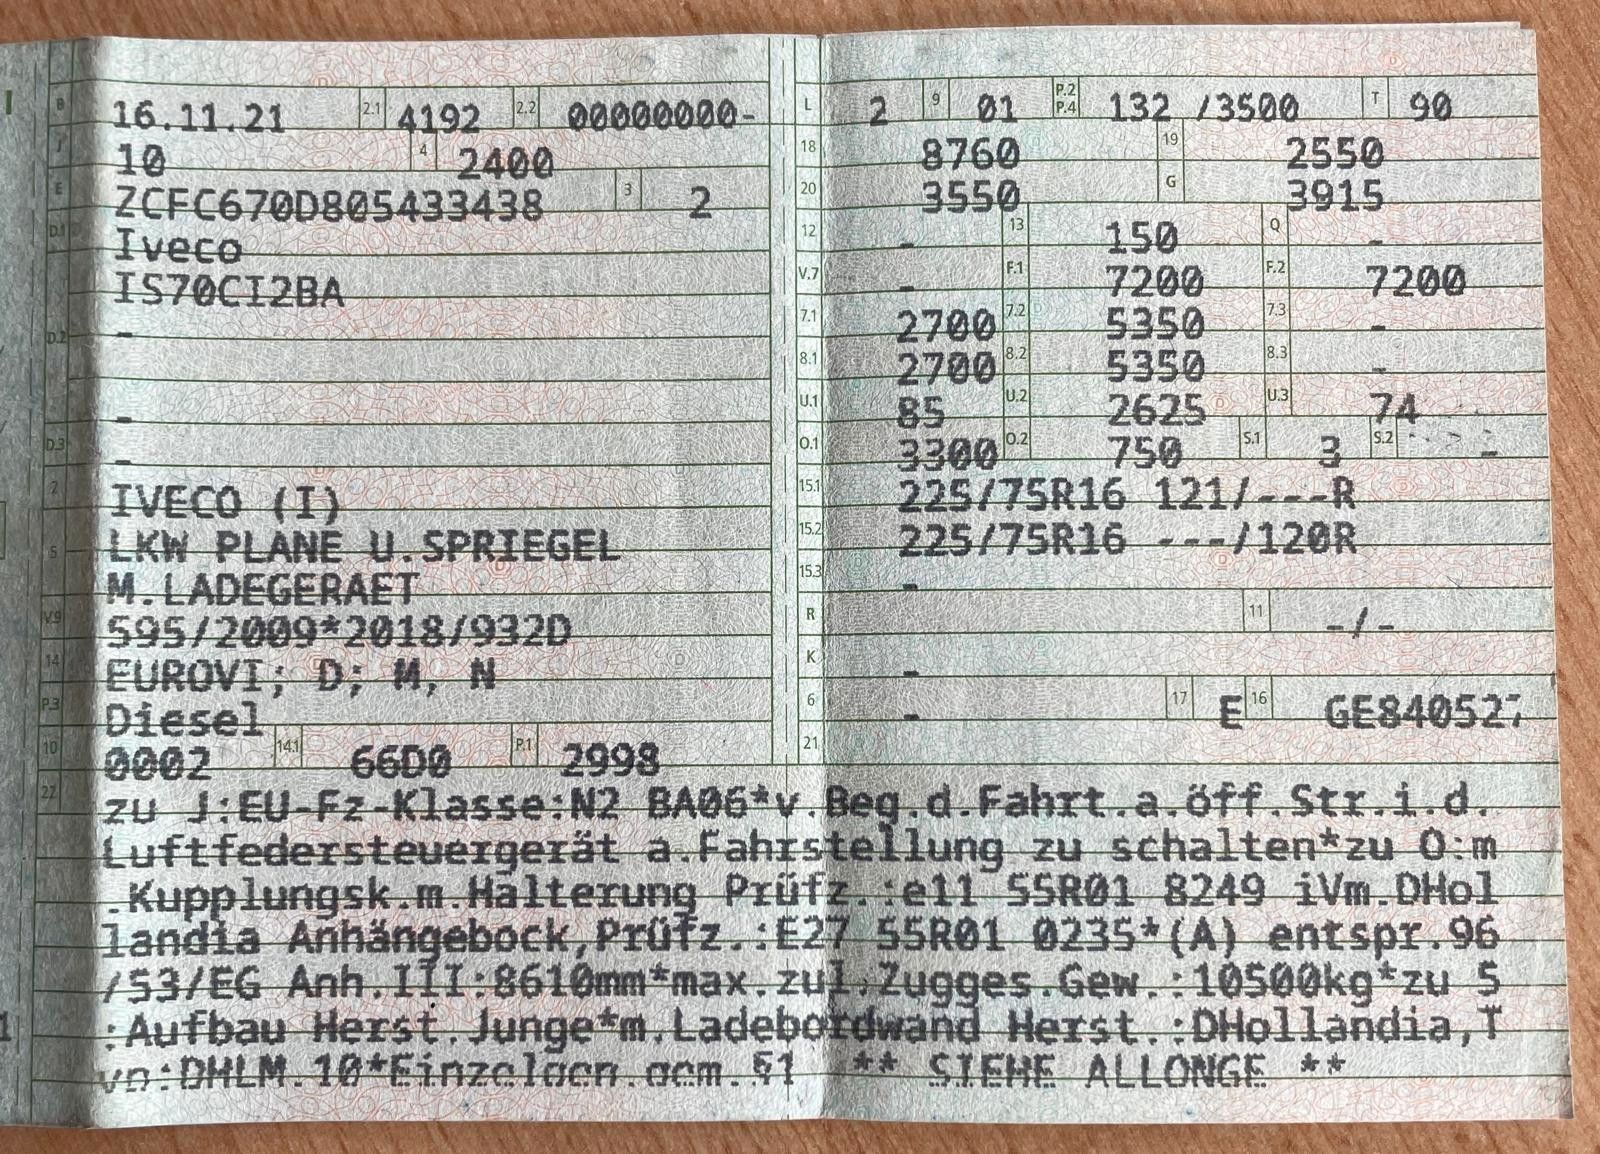 B 16.11.21 2.1 4192 2.2 00000000-
J 10 4 2400
E ZCFC670D805433438 3 2
D.1 Iveco
IS70CI2BA
D.2 -
-
D.3 -
2 IVECO (I)
5 LKW PLANE U.SPRIEGEL
M.LADEGERAET
V.9 595/2009*2018/932D
14 EUROVI; D; M, N
P.3 Diesel
10 0002 14.1 66D0 P.1 2998
L 2 9 01 P.2 P.4 132 /3500 T 90
18 8760 19 2550
20 3550 G 3915
12 - 13 150 Q -
V.7 - F.1 7200 F.2 7200
7.1 2700 7.2 5350 7.3 -
8.1 2700 8.2 5350 8.3 -
U.1 85 U.2 2625 U.3 74
O.1 3300 O.2 750 S.1 3 S.2 -
15.1 225/75R16 121/---R
15.2 225/75R16 ---/120R
15.3 -
R 11 -/-
K -
6 - 17 E 16 GE840527
21
22 zu J:EU-Fz-Klasse:N2 BA06*v.Beg.d.Fahrt.a.öff.Str.i.d.
Luftfedersteuergerät a.Fahrstellung zu schalten*zu O:m
.Kupplungsk.m.Halterung Prüfz.:e11 55R01 8249 iVm.DHol
landia Anhängebock,Prüfz.:E27 55R01 0235*(A) entspr.96
/53/EG Anh.III:8610mm*max.zul.Zugges.Gew.:10500kg*zu 5
:Aufbau Herst.Junge*m.Ladebordwand Herst.:DHollandia,T
yp:DHLM.10*Einzelgen.gem.§1 ** SIEHE ALLONGE **